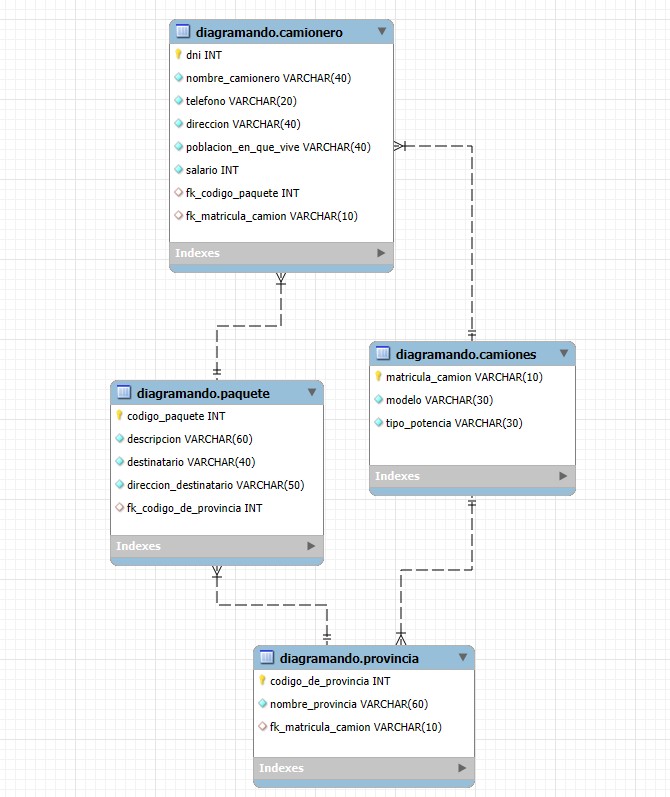 diagramando.camionero
dni INT
nombre_camionero VARCHAR(40)
telefono VARCHAR(20)
direccion VARCHAR(40)
poblacion_en_que_vive VARCHAR(40)
salario INT
fk_codigo_paquete INT
fk_matricula_camion VARCHAR(10)
Indexes
diagramando.camiones
matricula_camion VARCHAR(10)
modelo VARCHAR(30)
tipo_potencia VARCHAR(30)
Indexes
diagramando.paquete
codigo_paquete INT
descripcion VARCHAR(60)
destinatario VARCHAR(40)
direccion_destinatario VARCHAR(50)
fk_codigo_de_provincia INT
Indexes
diagramando.provincia
codigo_de_provincia INT
nombre_provincia VARCHAR(60)
fk_matricula_camion VARCHAR(10)
Indexes